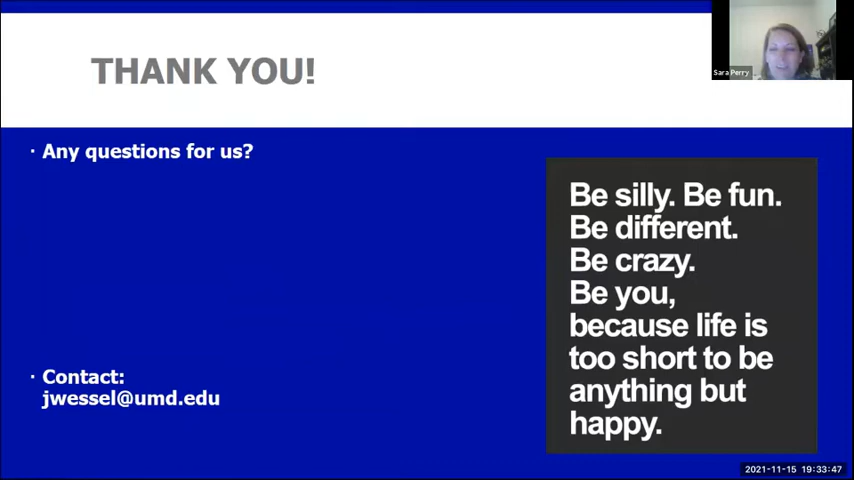 THANK YOU!
Sara Perry
· Any questions for us?
Be silly. Be fun.
Be different.
Be crazy.
Be you,
because life is
too short to be
anything but
happy.
· Contact:
jwessel@umd.edu
2021-11-15 19:33:47